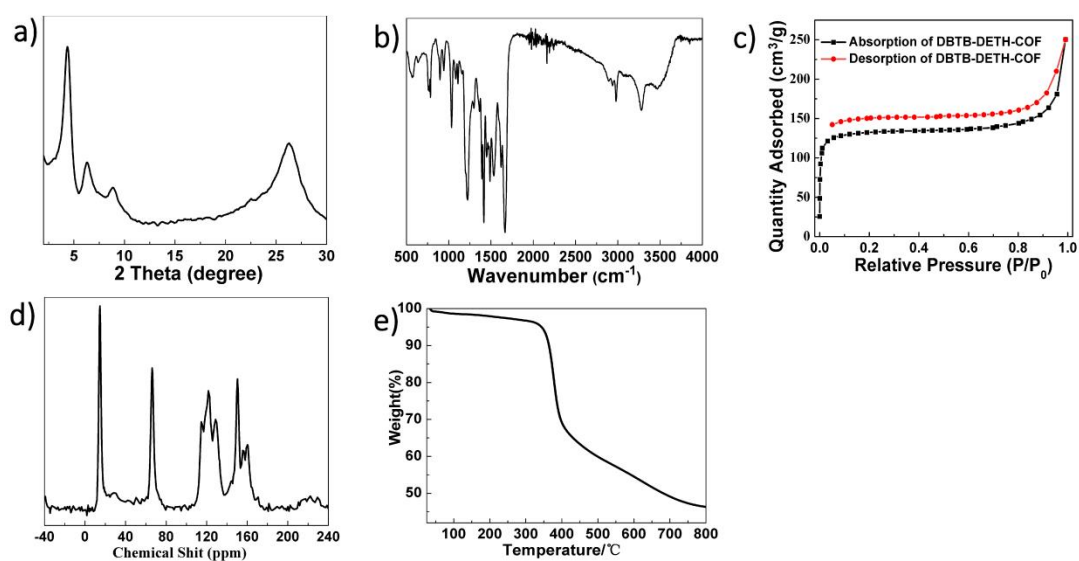 a)
5 10 15 20 25 30
2 Theta (degree)
b)
500 1000 1500 2000 2500 3000 3500 4000
Wavenumber (cm-1)
c)
Quantity Adsorbed (cm3/g)
250
200
150
100
50
0
Absorption of DBTB-DETH-COF
Desorption of DBTB-DETH-COF
0.0 0.2 0.4 0.6 0.8 1.0
Relative Pressure (P/P0)
d)
-40 0 40 80 120 160 200 240
Chemical Shit (ppm)
e)
Weight(%)
100
90
80
70
60
50
100 200 300 400 500 600 700 800
Temperature/℃